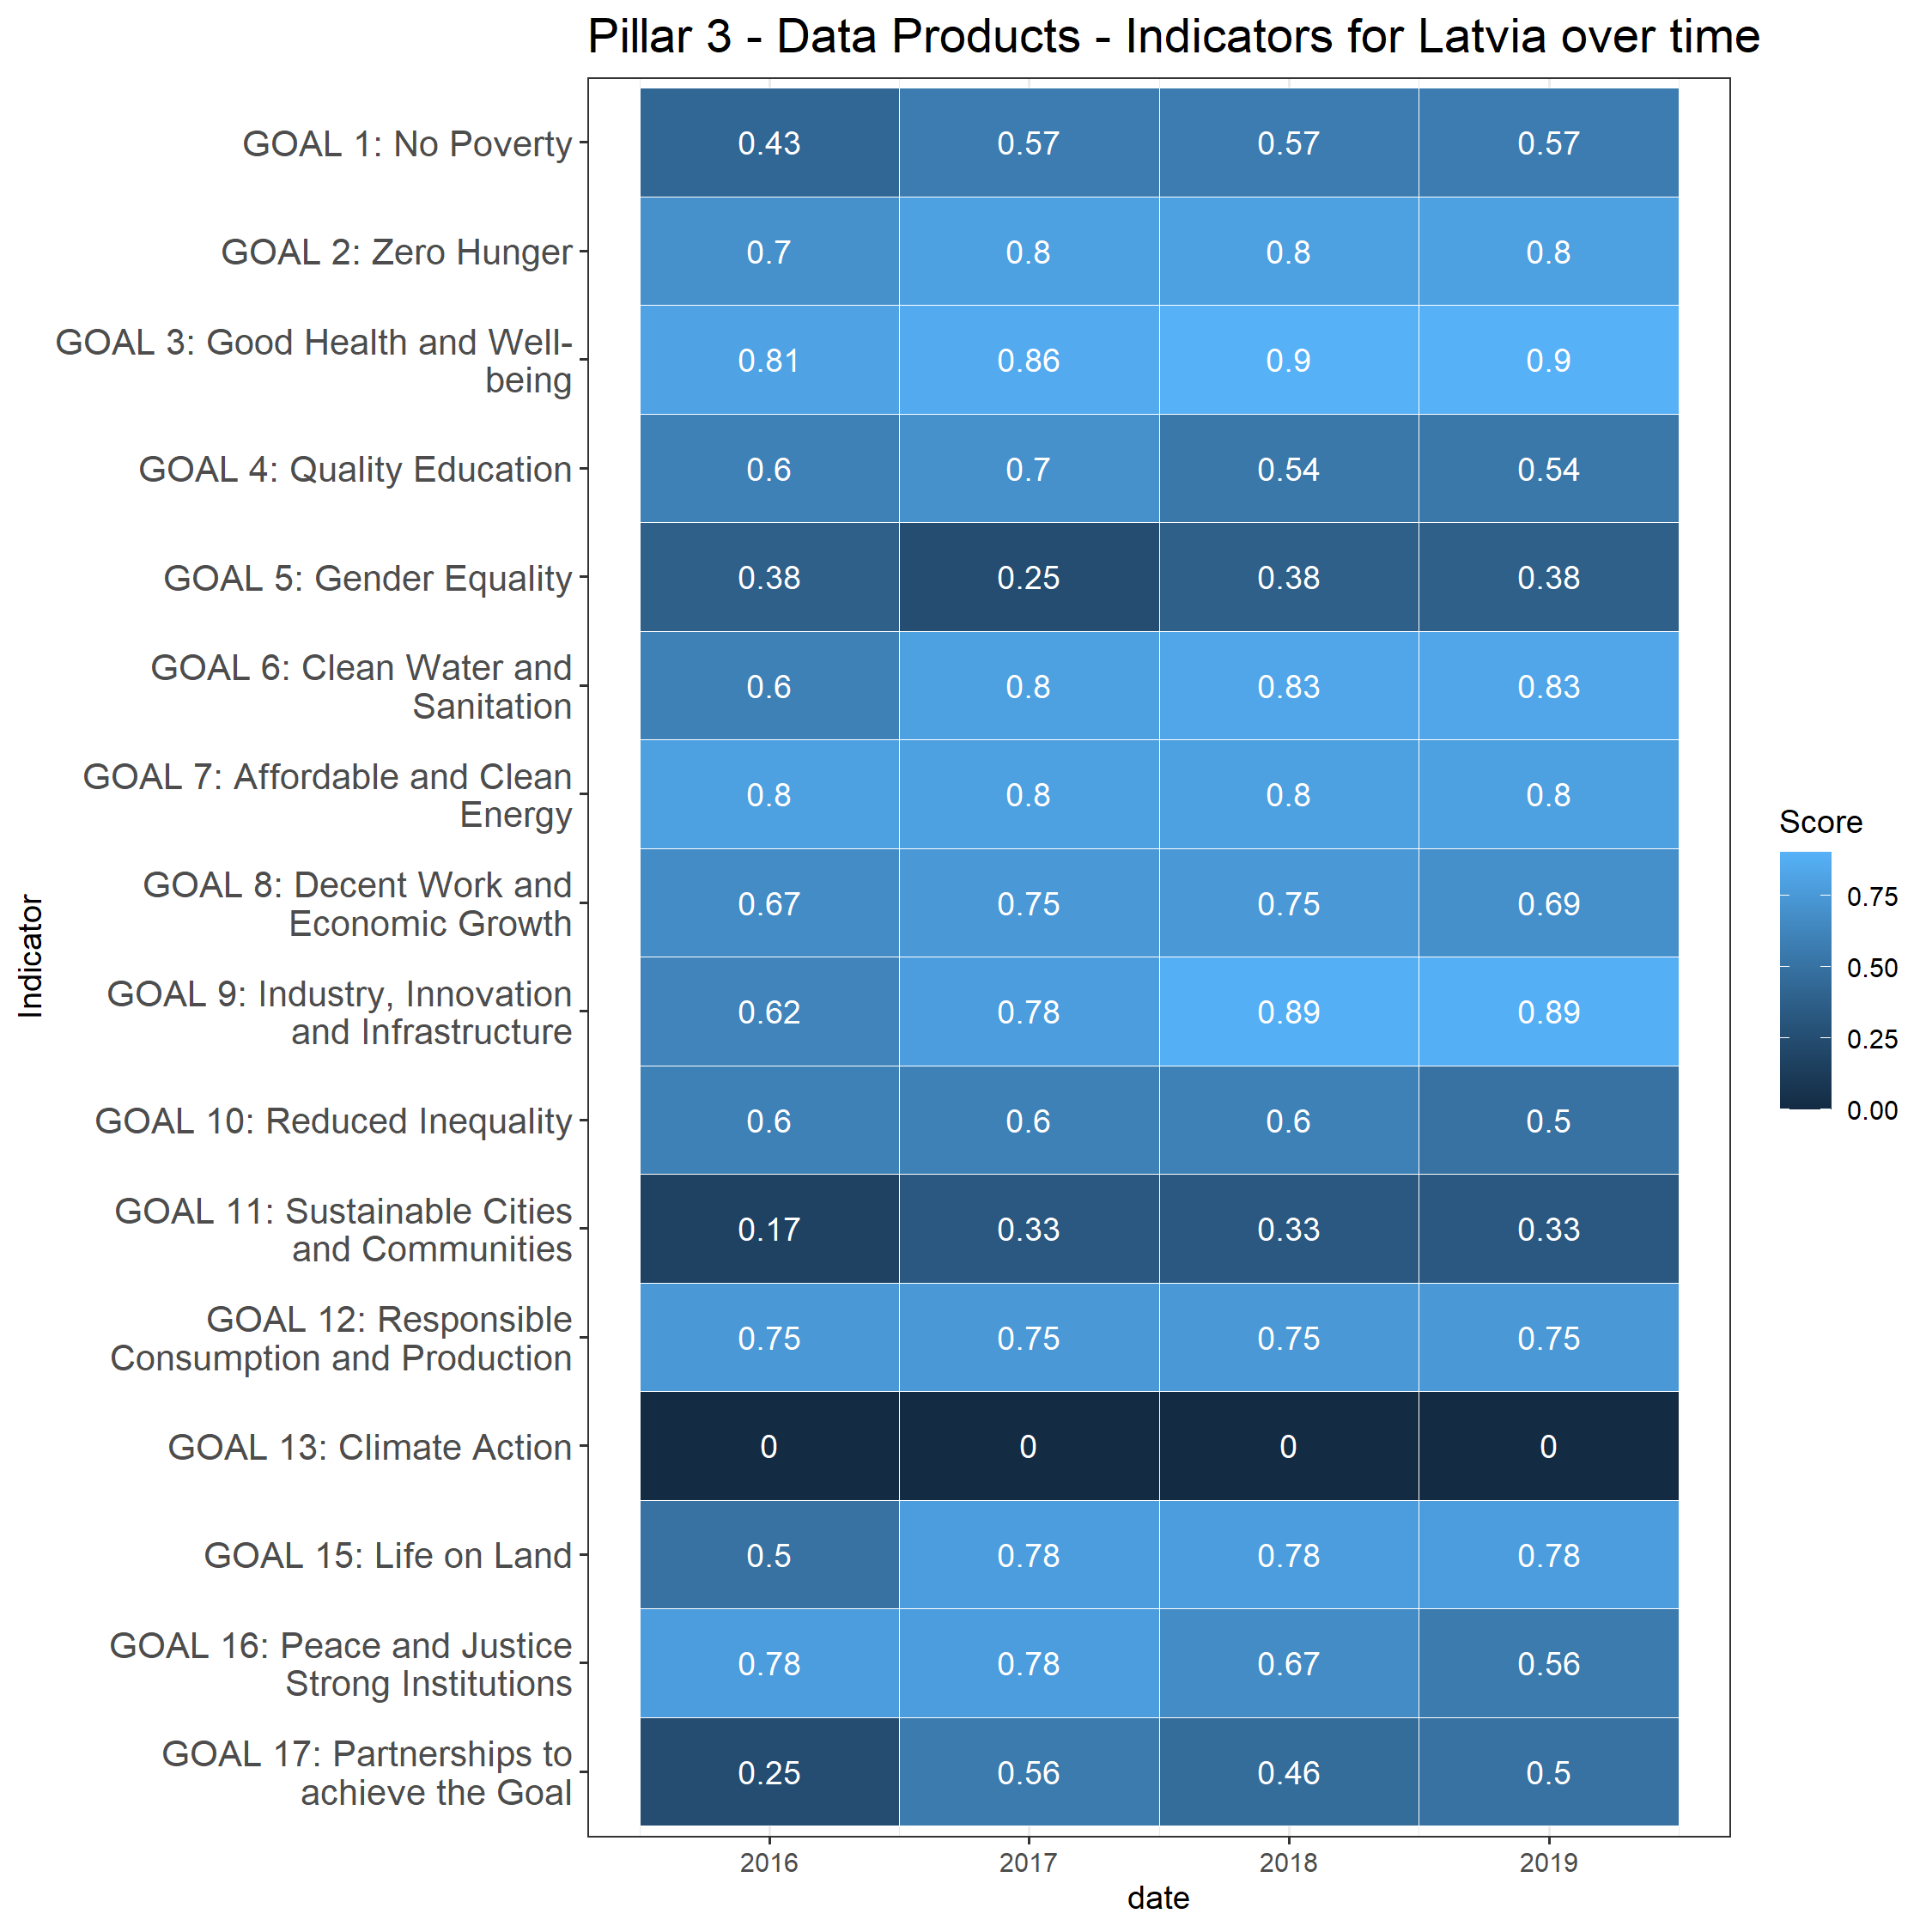 Pillar 3 - Data Products - Indicators for Latvia over time
GOAL 1: No Poverty
0.43 0.57 0.57 0.57
GOAL 2: Zero Hunger
0.7 0.8 0.8 0.8
GOAL 3: Good Health and Well-
being
0.81 0.86 0.9 0.9
GOAL 4: Quality Education
0.6 0.7 0.54 0.54
GOAL 5: Gender Equality
0.38 0.25 0.38 0.38
GOAL 6: Clean Water and
Sanitation
0.6 0.8 0.83 0.83
GOAL 7: Affordable and Clean
Energy
0.8 0.8 0.8 0.8
GOAL 8: Decent Work and
Economic Growth
0.67 0.75 0.75 0.69
GOAL 9: Industry, Innovation
and Infrastructure
0.62 0.78 0.89 0.89
GOAL 10: Reduced Inequality
0.6 0.6 0.6 0.5
GOAL 11: Sustainable Cities
and Communities
0.17 0.33 0.33 0.33
GOAL 12: Responsible
Consumption and Production
0.75 0.75 0.75 0.75
GOAL 13: Climate Action
0 0 0 0
GOAL 15: Life on Land
0.5 0.78 0.78 0.78
GOAL 16: Peace and Justice
Strong Institutions
0.78 0.78 0.67 0.56
GOAL 17: Partnerships to
achieve the Goal
0.25 0.56 0.46 0.5
2016 2017 2018 2019
date
Indicator
Score
0.75
0.50
0.25
0.00